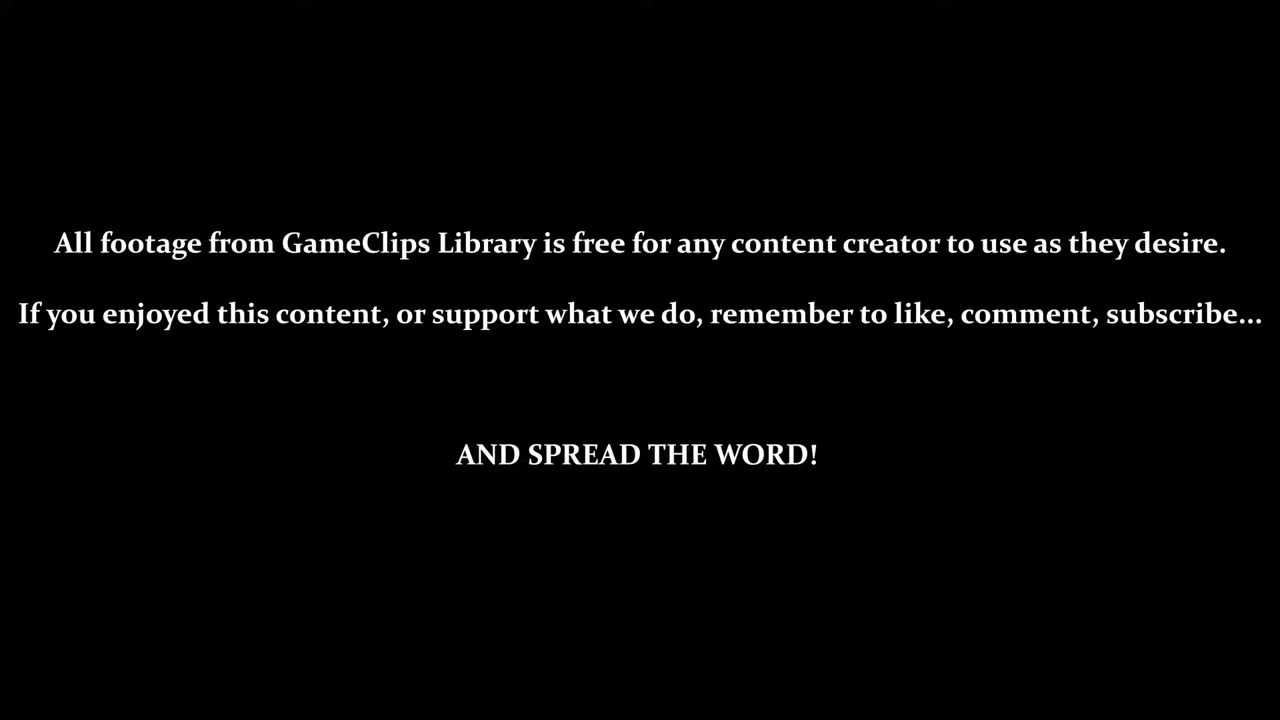 All footage from GameClips Library is free for any content creator to use as they desire.
If you enjoyed this content, or support what we do, remember to like, comment, subscribe...
AND SPREAD THE WORD!